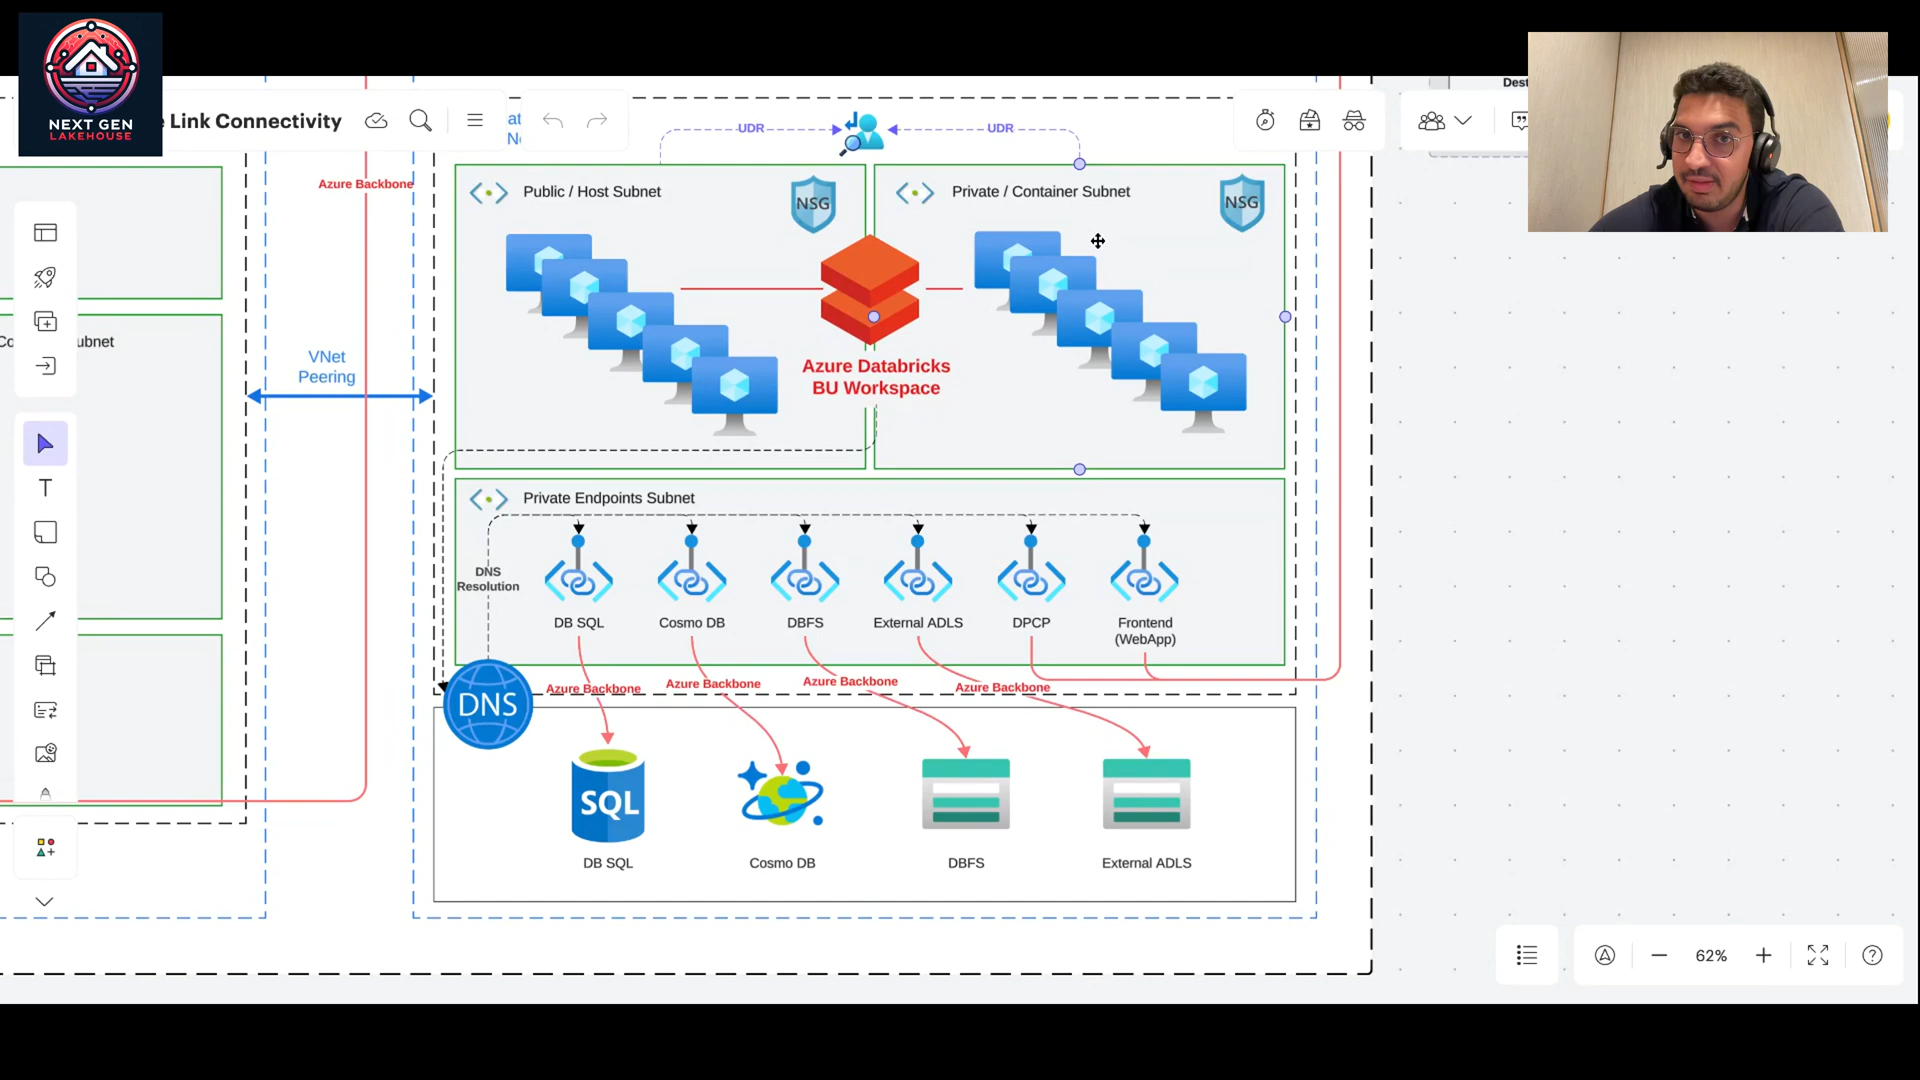 NEXT GEN
LAKEHOUSE
Link Connectivity
Azure Backbone
ubnet
VNet
Peering
UDR
UDR
Public / Host Subnet
NSG
Private / Container Subnet
NSG
Azure Databricks
BU Workspace
Private Endpoints Subnet
DNS
Resolution
DB SQL
Cosmo DB
DBFS
External ADLS
DPCP
Frontend
(WebApp)
Azure Backbone
Azure Backbone
Azure Backbone
Azure Backbone
DNS
SQL
DB SQL
Cosmo DB
DBFS
External ADLS
Dest
T
62%